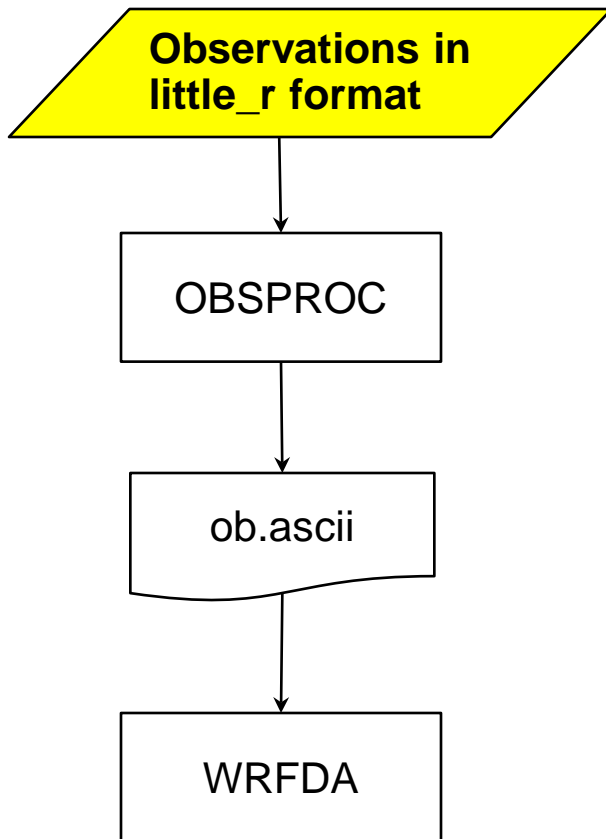 Observations in
little_r format
OBSPROC
ob.ascii
WRFDA